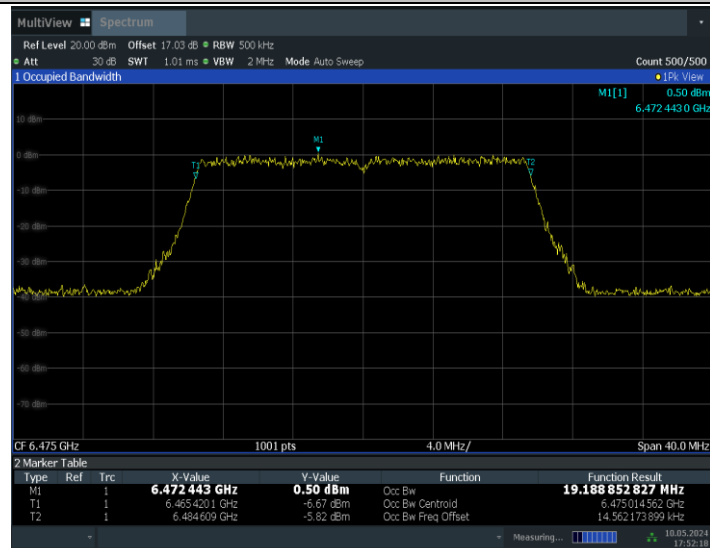 MultiView Spectrum
Ref Level 20.00 dBm Offset 17.03 dB RBW 500 kHz
Att 30 dB SWT 1.01 ms VBW 2 MHz Mode Auto Sweep Count 500/500
1 Occupied Bandwidth 1Pk View
M1[1] 0.50 dBm
6.472 443 0 GHz
10 dBm
M1
0 dBm
T1 T2
-10 dBm
-20 dBm
-30 dBm
-40 dBm
-50 dBm
-60 dBm
-70 dBm
CF 6.475 GHz 1001 pts 4.0 MHz/ Span 40.0 MHz
2 Marker Table
Type Ref Trc X-Value Y-Value Function Function Result
M1 1 6.472 443 GHz 0.50 dBm Occ Bw 19.188 852 827 MHz
T1 1 6.465 420 1 GHz -6.67 dBm Occ Bw Centroid 6.475 014 562 GHz
T2 1 6.484 609 GHz -5.82 dBm Occ Bw Freq Offset 14.562 173 899 kHz
Measuring... 10.05.2024
17:52:18